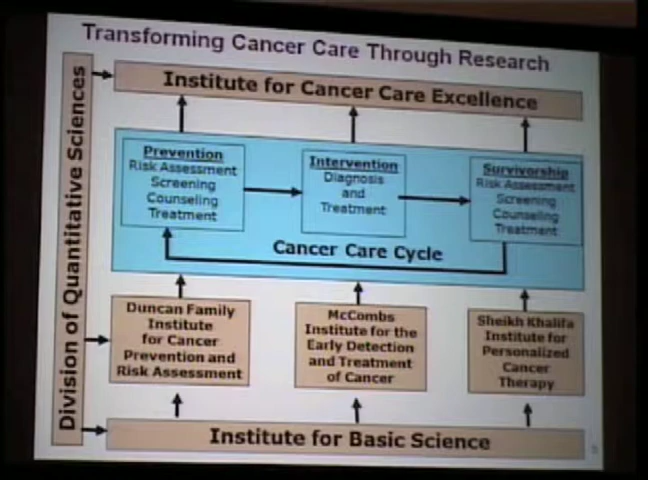 Transforming Cancer Care Through Research
Division of Quantitative Sciences
Institute for Cancer Care Excellence
Prevention
Risk Assessment
Screening
Counseling
Treatment
Intervention
Diagnosis
and
Treatment
Survivorship
Risk Assessment
Screening
Counseling
Treatment
Cancer Care Cycle
Duncan Family
Institute
for Cancer
Prevention and
Risk Assessment
McCombs
Institute for the
Early Detection
and Treatment
of Cancer
Sheikh Khalifa
Institute for
Personalized
Cancer
Therapy
Institute for Basic Science